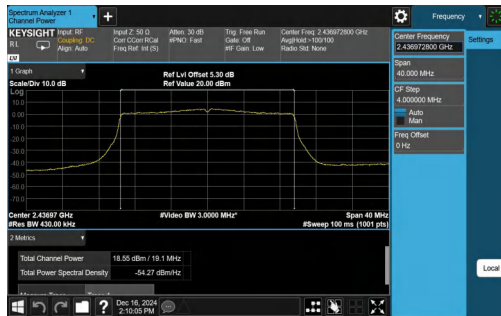 Spectrum Analyzer 1
Channel Power
+
Frequency
Settings
KEYSIGHT
RL
Input: RF
Coupling: DC
Align: Auto
Input Z: 50 Ω
Corr CCorr RCal
Freq Ref: Int (S)
Atten: 30 dB
#PNO: Fast
Trig: Free Run
Gate: Off
#IF Gain: Low
Center Freq: 2.436972800 GHz
Avg|Hold >100/100
Radio Std: None
LV
Center Frequency
2.436972800 GHz
Span
40.000 MHz
CF Step
4.000000 MHz
Auto
Man
Freq Offset
0 Hz
1 Graph
Scale/Div 10.0 dB
Ref Lvl Offset 5.30 dB
Ref Value 20.00 dBm
Log
10.0
0.00
-10.0
-20.0
-30.0
-40.0
-50.0
-60.0
-70.0
Center 2.43697 GHz
#Res BW 430.00 kHz
#Video BW 3.0000 MHz*
Span 40 MHz
#Sweep 100 ms (1001 pts)
2 Metrics
Total Channel Power 18.55 dBm / 19.1 MHz
Total Power Spectral Density -54.27 dBm/Hz
Local
?
Dec 16, 2024
2:10:05 PM